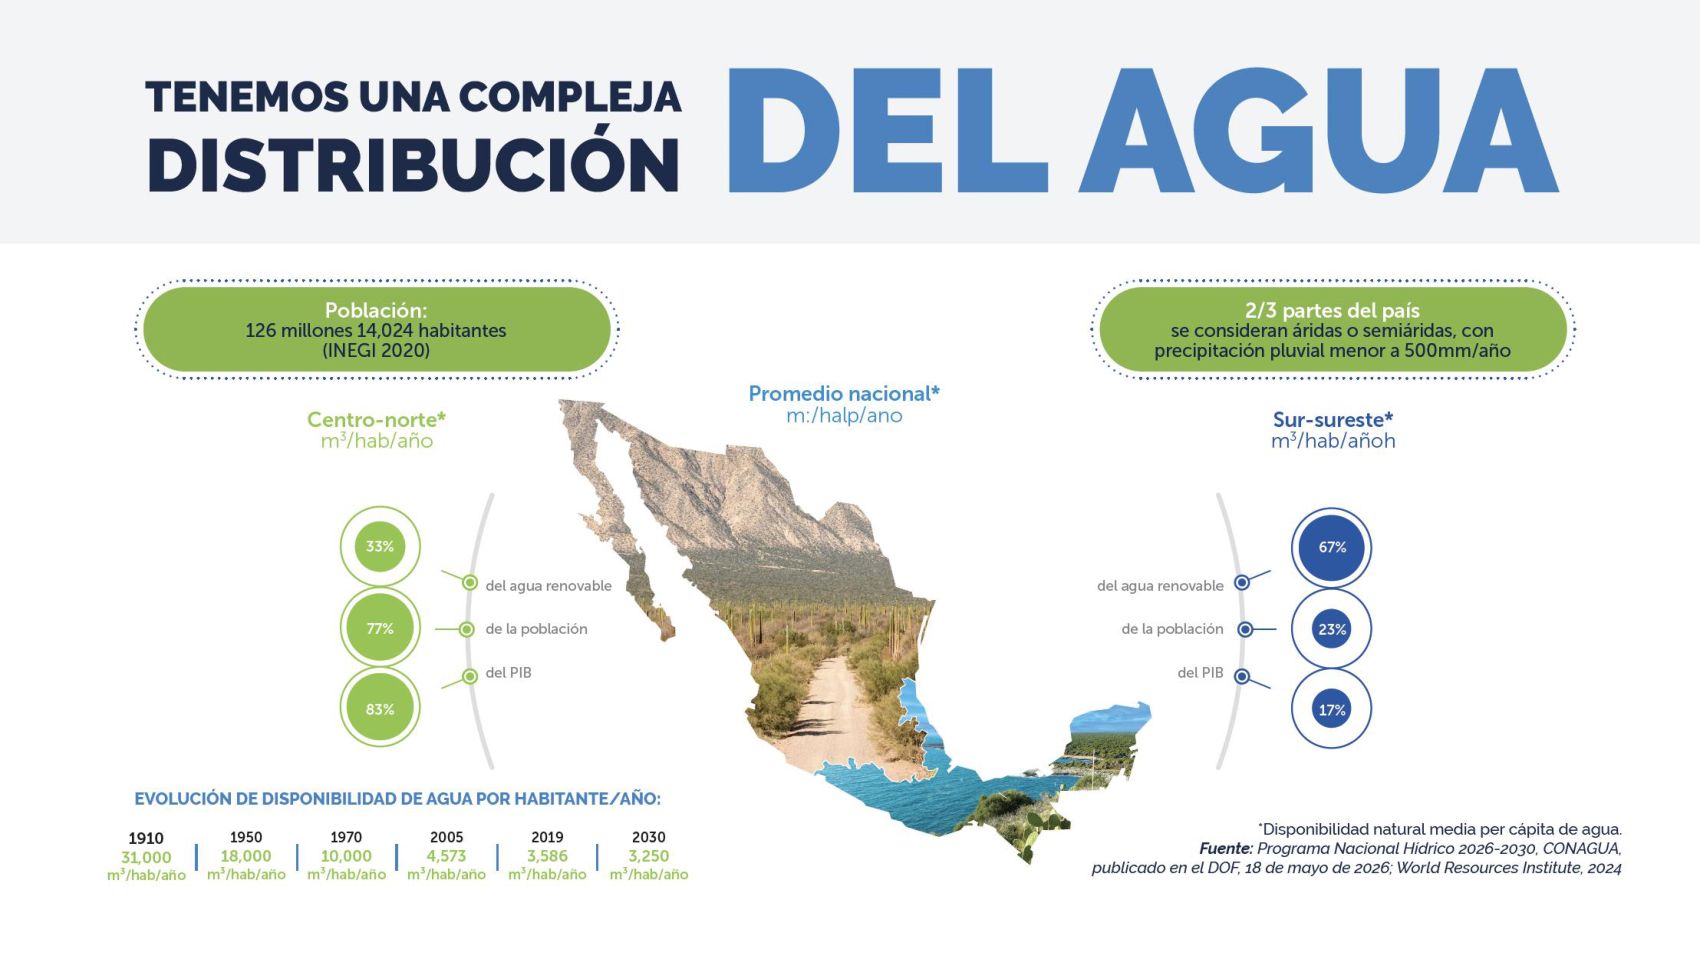 TENEMOS UNA COMPLEJA
DISTRIBUCIÓN
DEL AGUA
Población:
126 millones 14,024 habitantes
(INEGI 2020)
2/3 partes del país
se consideran áridas o semiáridas, con
precipitación pluvial menor a 500mm/año
Promedio nacional*
m:/halp/ano
Centro-norte*
m³/hab/año
33%
77%
83%
del agua renovable
de la población
del PIB
Sur-sureste*
m³/hab/añoh
del agua renovable
de la población
del PIB
67%
23%
17%
EVOLUCIÓN DE DISPONIBILIDAD DE AGUA POR HABITANTE/AÑO:
1910
31,000
m³/hab/año
1950
18,000
m³/hab/año
1970
10,000
m³/hab/año
2005
4,573
m³/hab/año
2019
3,586
m³/hab/año
2030
3,250
m³/hab/año
*Disponibilidad natural media per cápita de agua.
Fuente: Programa Nacional Hídrico 2026-2030, CONAGUA,
publicado en el DOF, 18 de mayo de 2026; World Resources Institute, 2024